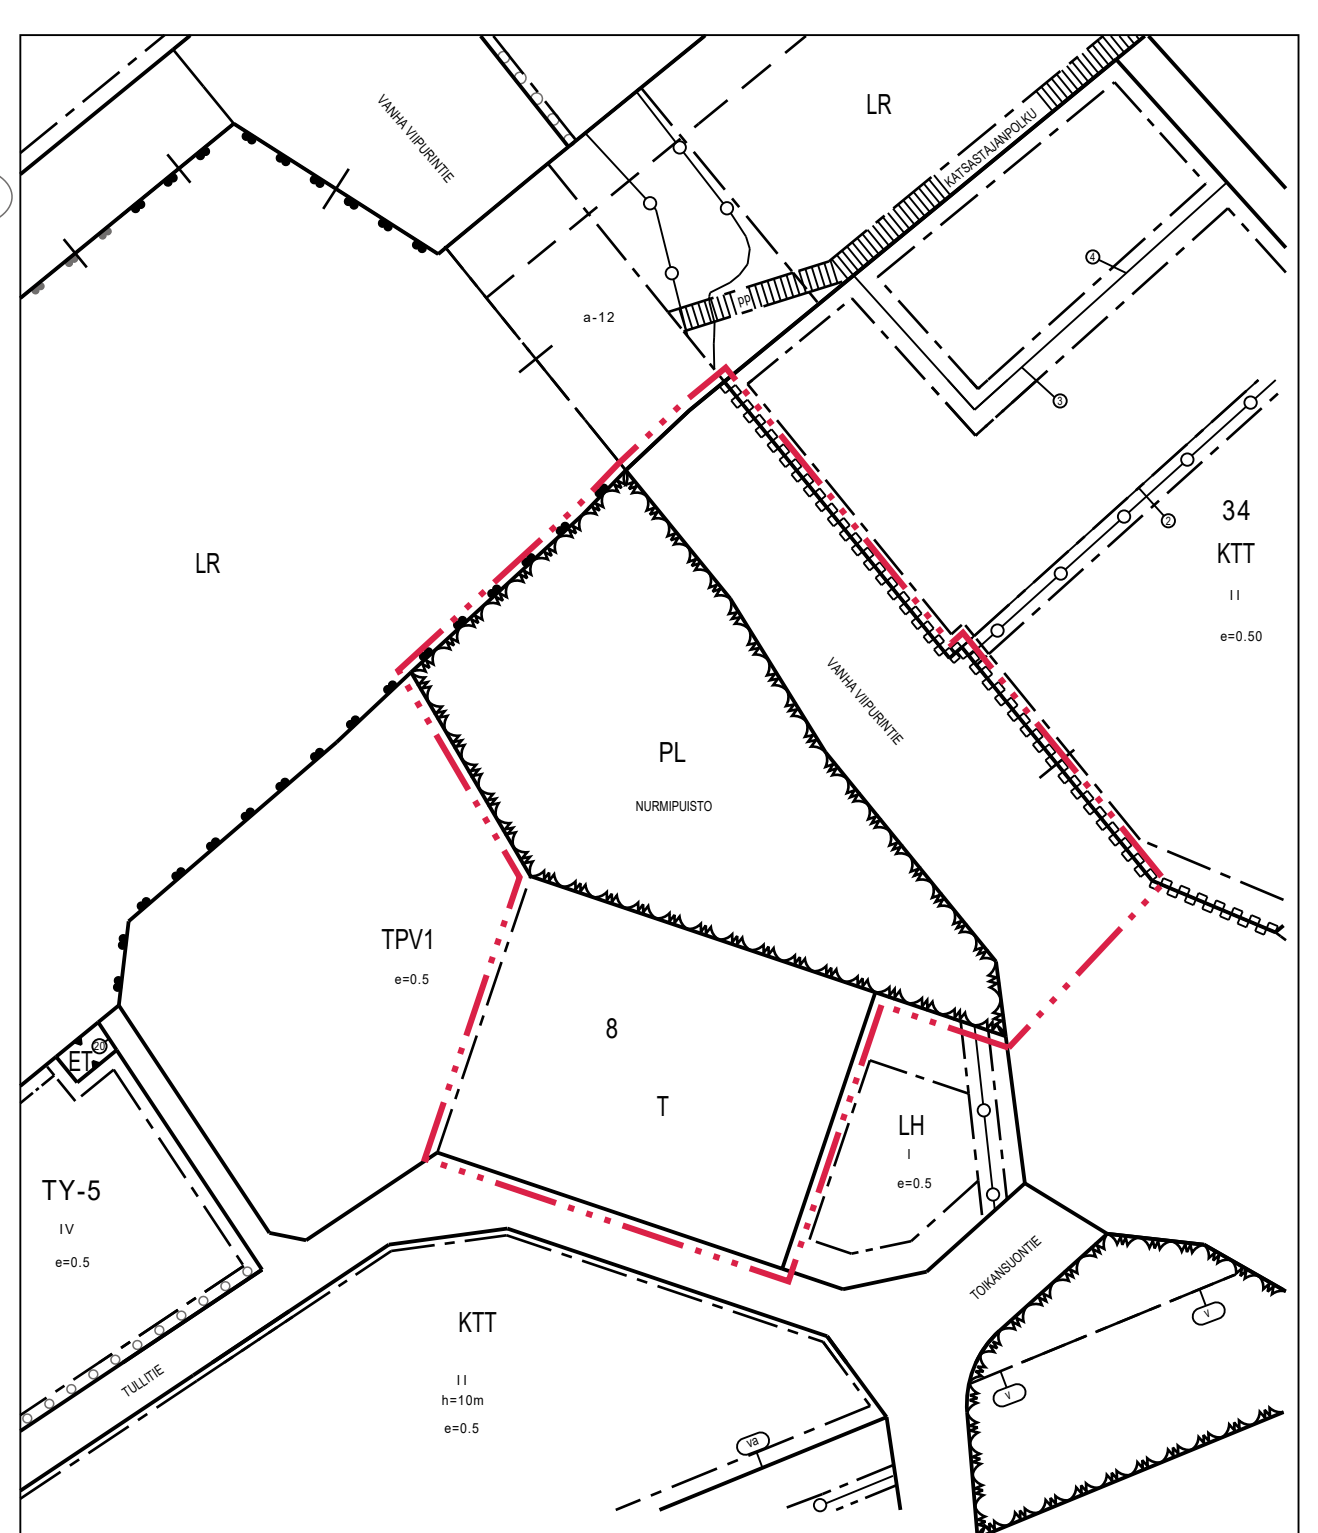 VANHA VIIPURINTIE
LR
KATSASTAJANPOLKU
4
pp
a-12
3
34
KTT
II
e=0.50
2
LR
VANHA VIIPURINTIE
PL
NURMIPUISTO
TPV1
e=0.5
8
T
ET
20
LH
I
e=0.5
TY-5
IV
e=0.5
TOIKANSUONTIE
v
v
KTT
II
h=10m
e=0.5
TULLITIE
va